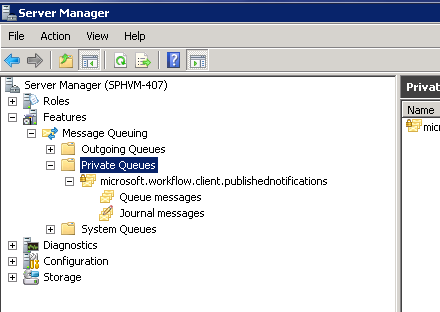 Server Manager
File Action View Help
Server Manager (SPHVM-407)
Roles
Features
Message Queuing
Outgoing Queues
Private Queues
microsoft.workflow.client.publishednotifications
Queue messages
Journal messages
System Queues
Diagnostics
Configuration
Storage
Privat
Name
mic